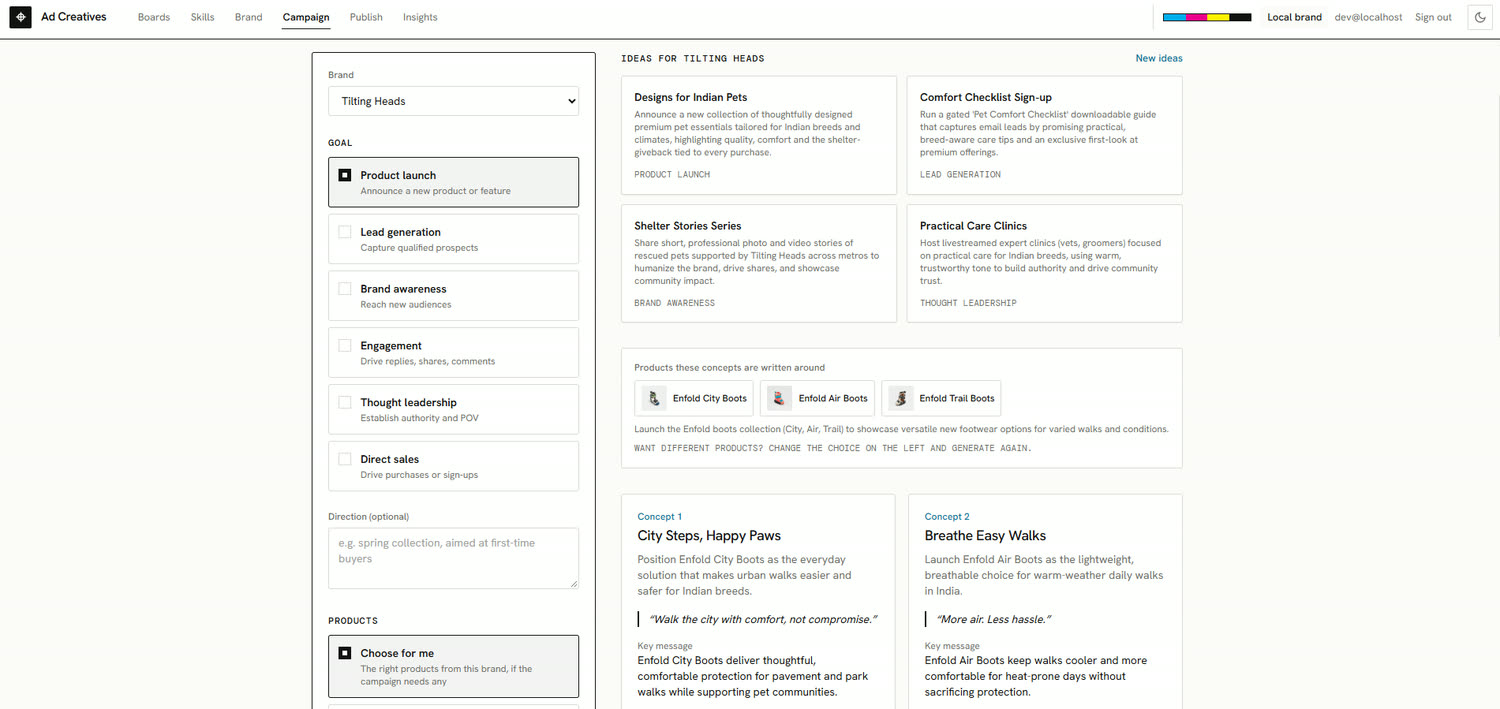 Ad Creatives
Boards
Skills
Brand
Campaign
Publish
Insights
Local brand
dev@localhost
Sign out
Brand
Tilting Heads
GOAL
Product launch
Announce a new product or feature
Lead generation
Capture qualified prospects
Brand awareness
Reach new audiences
Engagement
Drive replies, shares, comments
Thought leadership
Establish authority and POV
Direct sales
Drive purchases or sign-ups
Direction (optional)
e.g. spring collection, aimed at first-time
buyers
PRODUCTS
Choose for me
The right products from this brand, if the
campaign needs any
IDEAS FOR TILTING HEADS
New ideas
Designs for Indian Pets
Announce a new collection of thoughtfully designed
premium pet essentials tailored for Indian breeds and
climates, highlighting quality, comfort and the shelter-
giveback tied to every purchase.
PRODUCT LAUNCH
Comfort Checklist Sign-up
Run a gated 'Pet Comfort Checklist' downloadable guide
that captures email leads by promising practical,
breed-aware care tips and an exclusive first-look at
premium offerings.
LEAD GENERATION
Shelter Stories Series
Share short, professional photo and video stories of
rescued pets supported by Tilting Heads across metros to
humanize the brand, drive shares, and showcase
community impact.
BRAND AWARENESS
Practical Care Clinics
Host livestreamed expert clinics (vets, groomers) focused
on practical care for Indian breeds, using warm,
trustworthy tone to build authority and drive community
trust.
THOUGHT LEADERSHIP
Products these concepts are written around
Enfold City Boots
Enfold Air Boots
Enfold Trail Boots
Launch the Enfold boots collection (City, Air, Trail) to showcase versatile new footwear options for varied walks and conditions.
WANT DIFFERENT PRODUCTS? CHANGE THE CHOICE ON THE LEFT AND GENERATE AGAIN.
Concept 1
City Steps, Happy Paws
Position Enfold City Boots as the everyday
solution that makes urban walks easier and
safer for Indian breeds.
“Walk the city with comfort, not compromise.”
Key message
Enfold City Boots deliver thoughtful,
comfortable protection for pavement and park
walks while supporting pet communities.
Concept 2
Breathe Easy Walks
Launch Enfold Air Boots as the lightweight,
breathable choice for warm-weather daily walks
in India.
“More air. Less hassle.”
Key message
Enfold Air Boots keep walks cooler and more
comfortable for heat-prone days without
sacrificing protection.